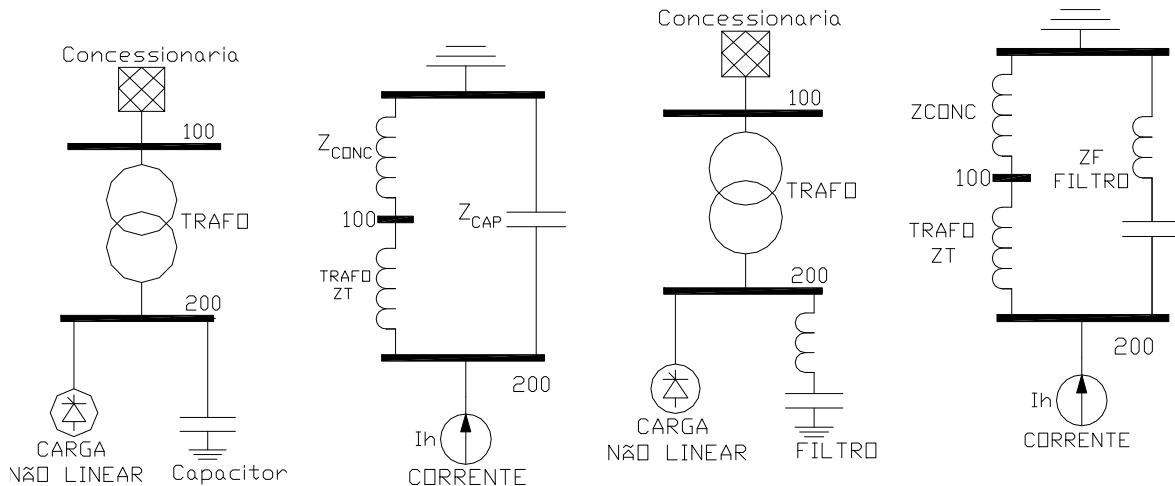 Concessionaria
100
TRAFO
200
CARGA
NãO LINEAR
Capacitor
ZCONC
100
TRAFO
ZT
ZCAP
200
Ih
CORRENTE
Concessionaria
100
TRAFO
200
CARGA
NãO LINEAR
FILTRO
ZCONC
100
ZF
FILTRO
TRAFO
ZT
200
Ih
CORRENTE